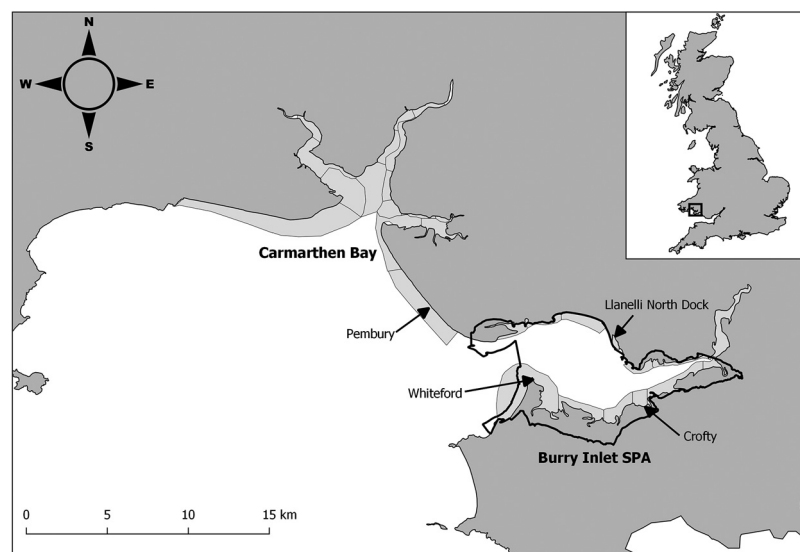 N
W E
S
Carmarthen Bay
Llanelli North Dock
Pembury
Whiteford
Crofty
Burry Inlet SPA
0 5 10 15 km